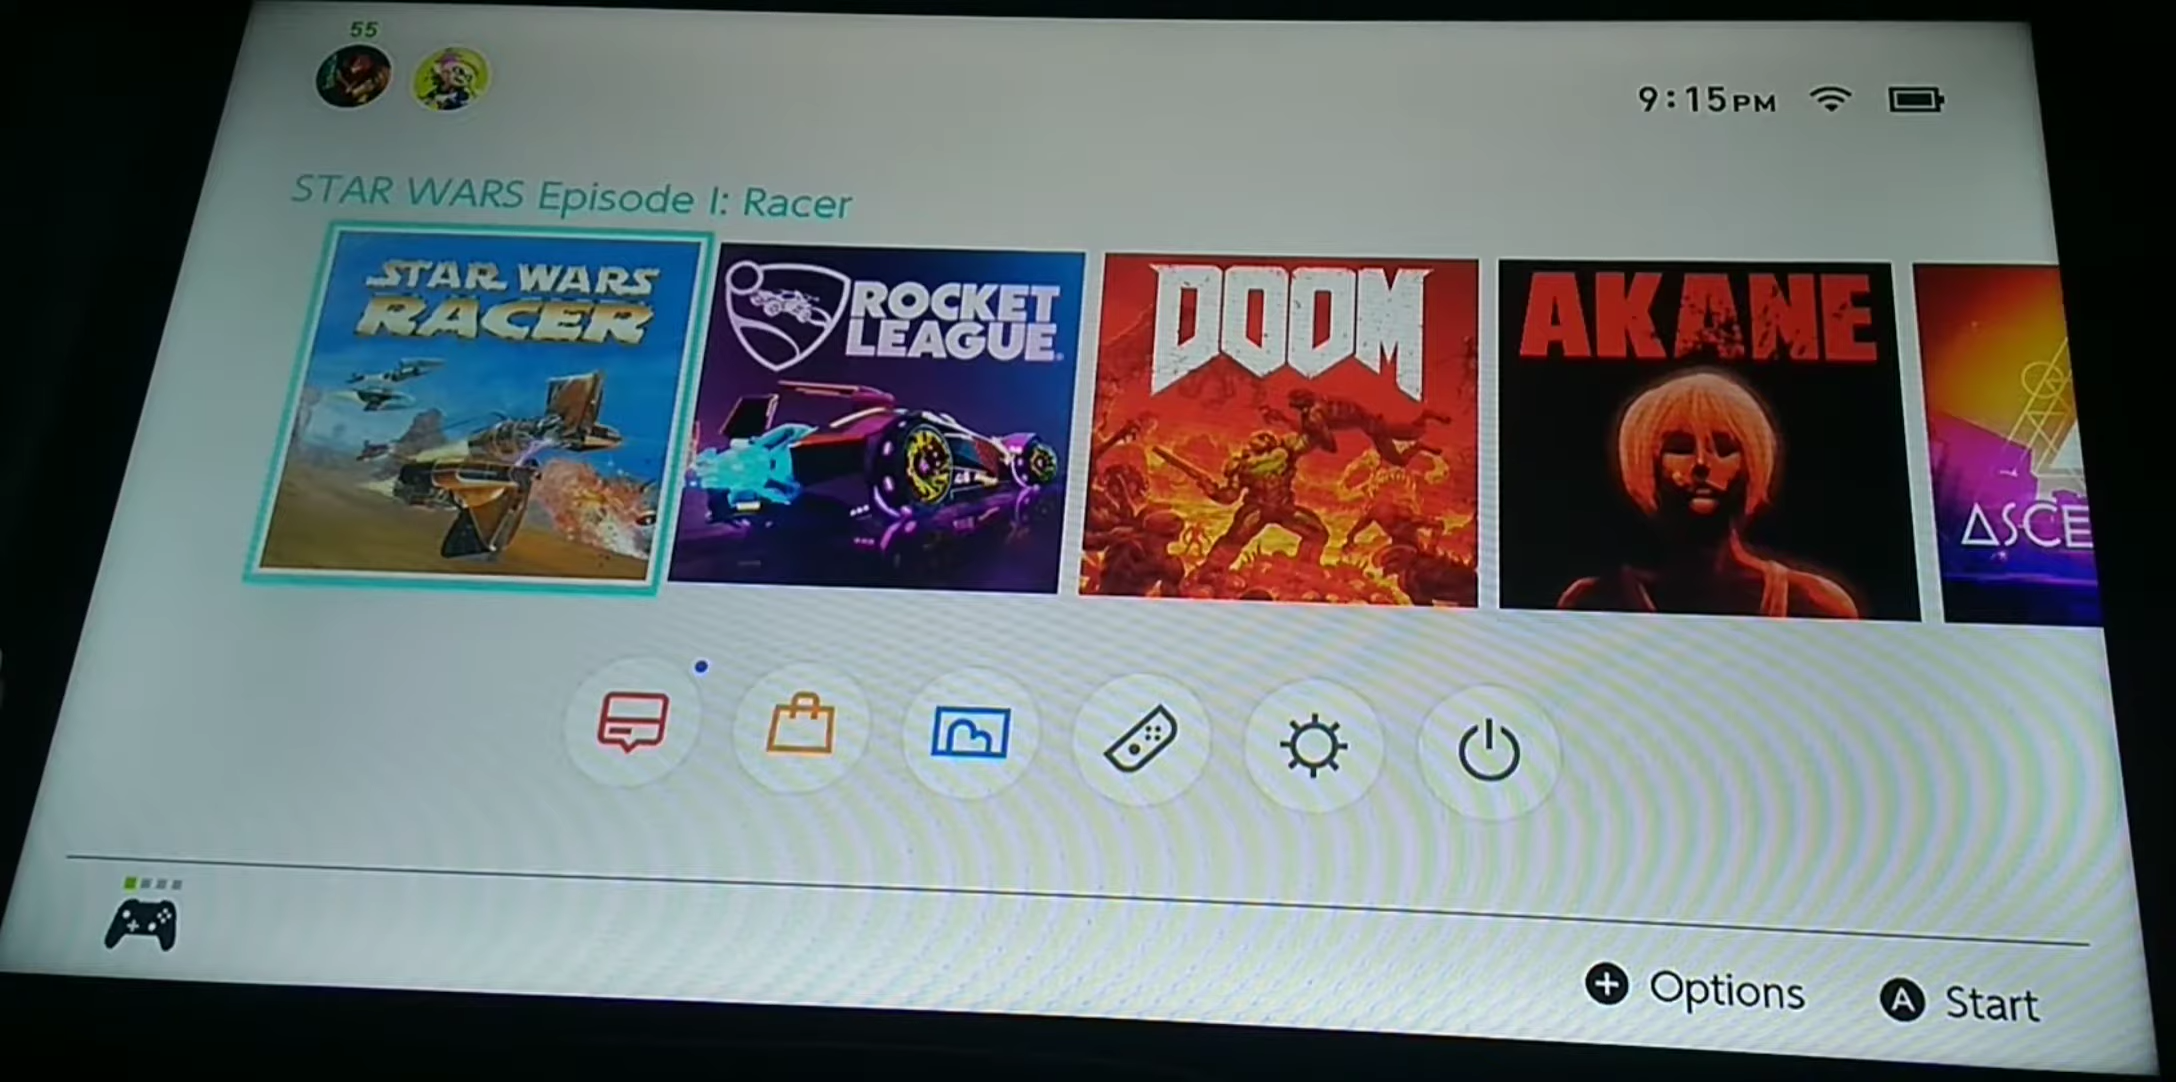 55
9:15PM
STAR WARS Episode I: Racer
STAR WARS
RACER
ROCKET
LEAGUE
DOOM
AKANE
ASCE
Options
A Start